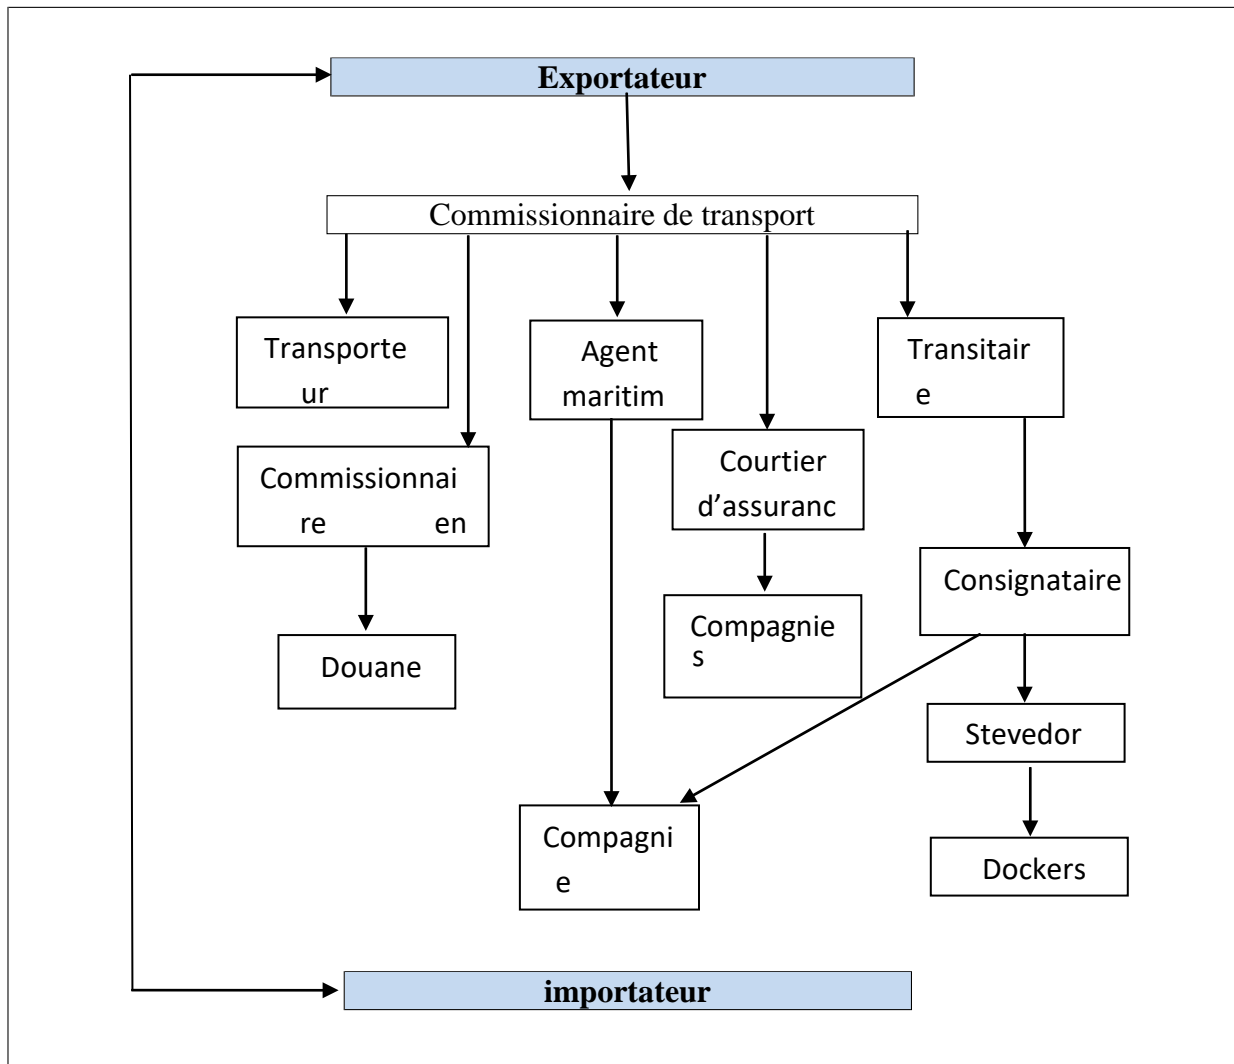 Exportateur
Commissionnaire de transport
Transporte
ur
Agent
maritim
Transitair
e
Commissionnai
re en
Courtier
d’assuranc
Consignataire
Compagnie
s
Douane
Stevedor
Compagni
e
Dockers
importateur